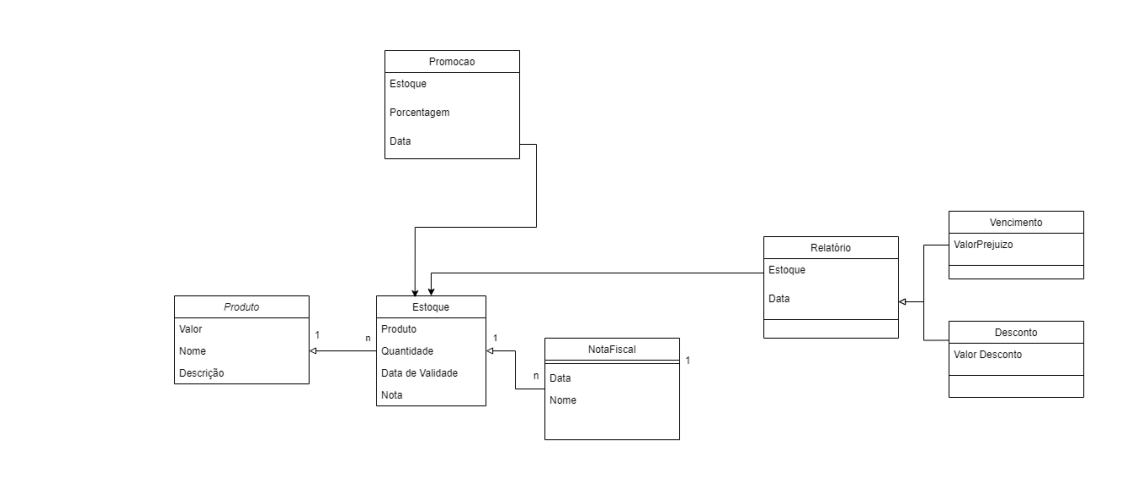 Promocao
Estoque
Porcentagem
Data
Vencimento
ValorPrejuizo
Relatório
Estoque
Data
Desconto
Valor Desconto
Produto
Valor
Nome
Descrição
1
n
Estoque
Produto
Quantidade
Data de Validade
Nota
1
n
NotaFiscal
1
Data
Nome